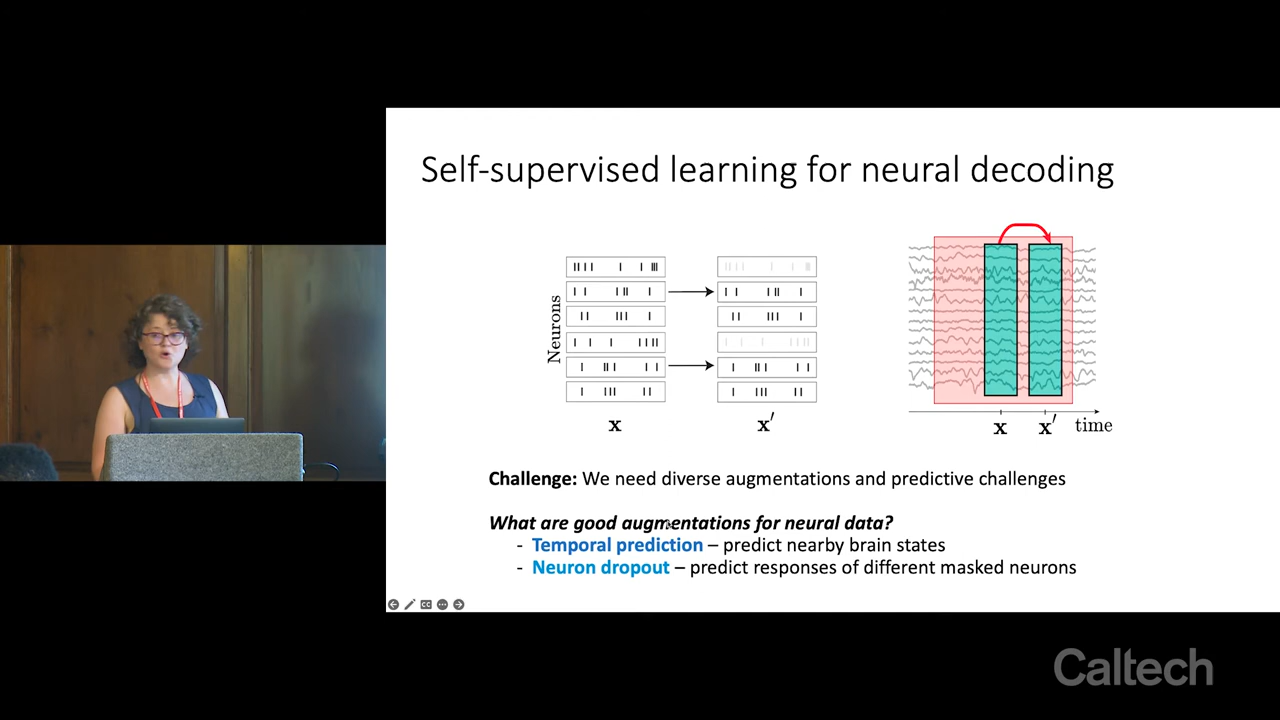 Self-supervised learning for neural decoding
Neurons
x
x′
x
x′
time
Challenge: We need diverse augmentations and predictive challenges
What are good augmentations for neural data?
- Temporal prediction – predict nearby brain states
- Neuron dropout – predict responses of different masked neurons
Caltech